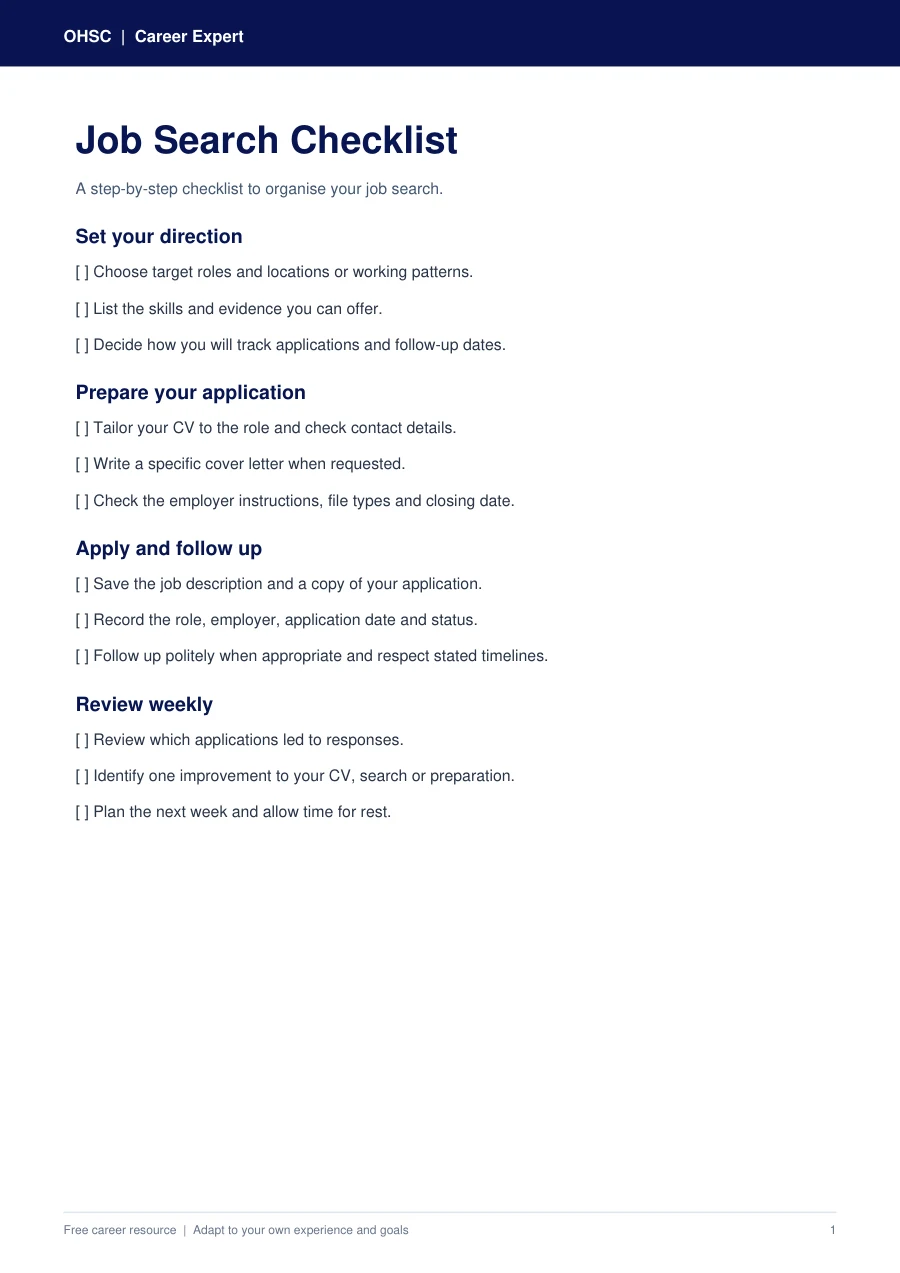 OHSC | Career Expert
Job Search Checklist
A step-by-step checklist to organise your job search.
Set your direction
[ ] Choose target roles and locations or working patterns.
[ ] List the skills and evidence you can offer.
[ ] Decide how you will track applications and follow-up dates.
Prepare your application
[ ] Tailor your CV to the role and check contact details.
[ ] Write a specific cover letter when requested.
[ ] Check the employer instructions, file types and closing date.
Apply and follow up
[ ] Save the job description and a copy of your application.
[ ] Record the role, employer, application date and status.
[ ] Follow up politely when appropriate and respect stated timelines.
Review weekly
[ ] Review which applications led to responses.
[ ] Identify one improvement to your CV, search or preparation.
[ ] Plan the next week and allow time for rest.
Free career resource | Adapt to your own experience and goals 1